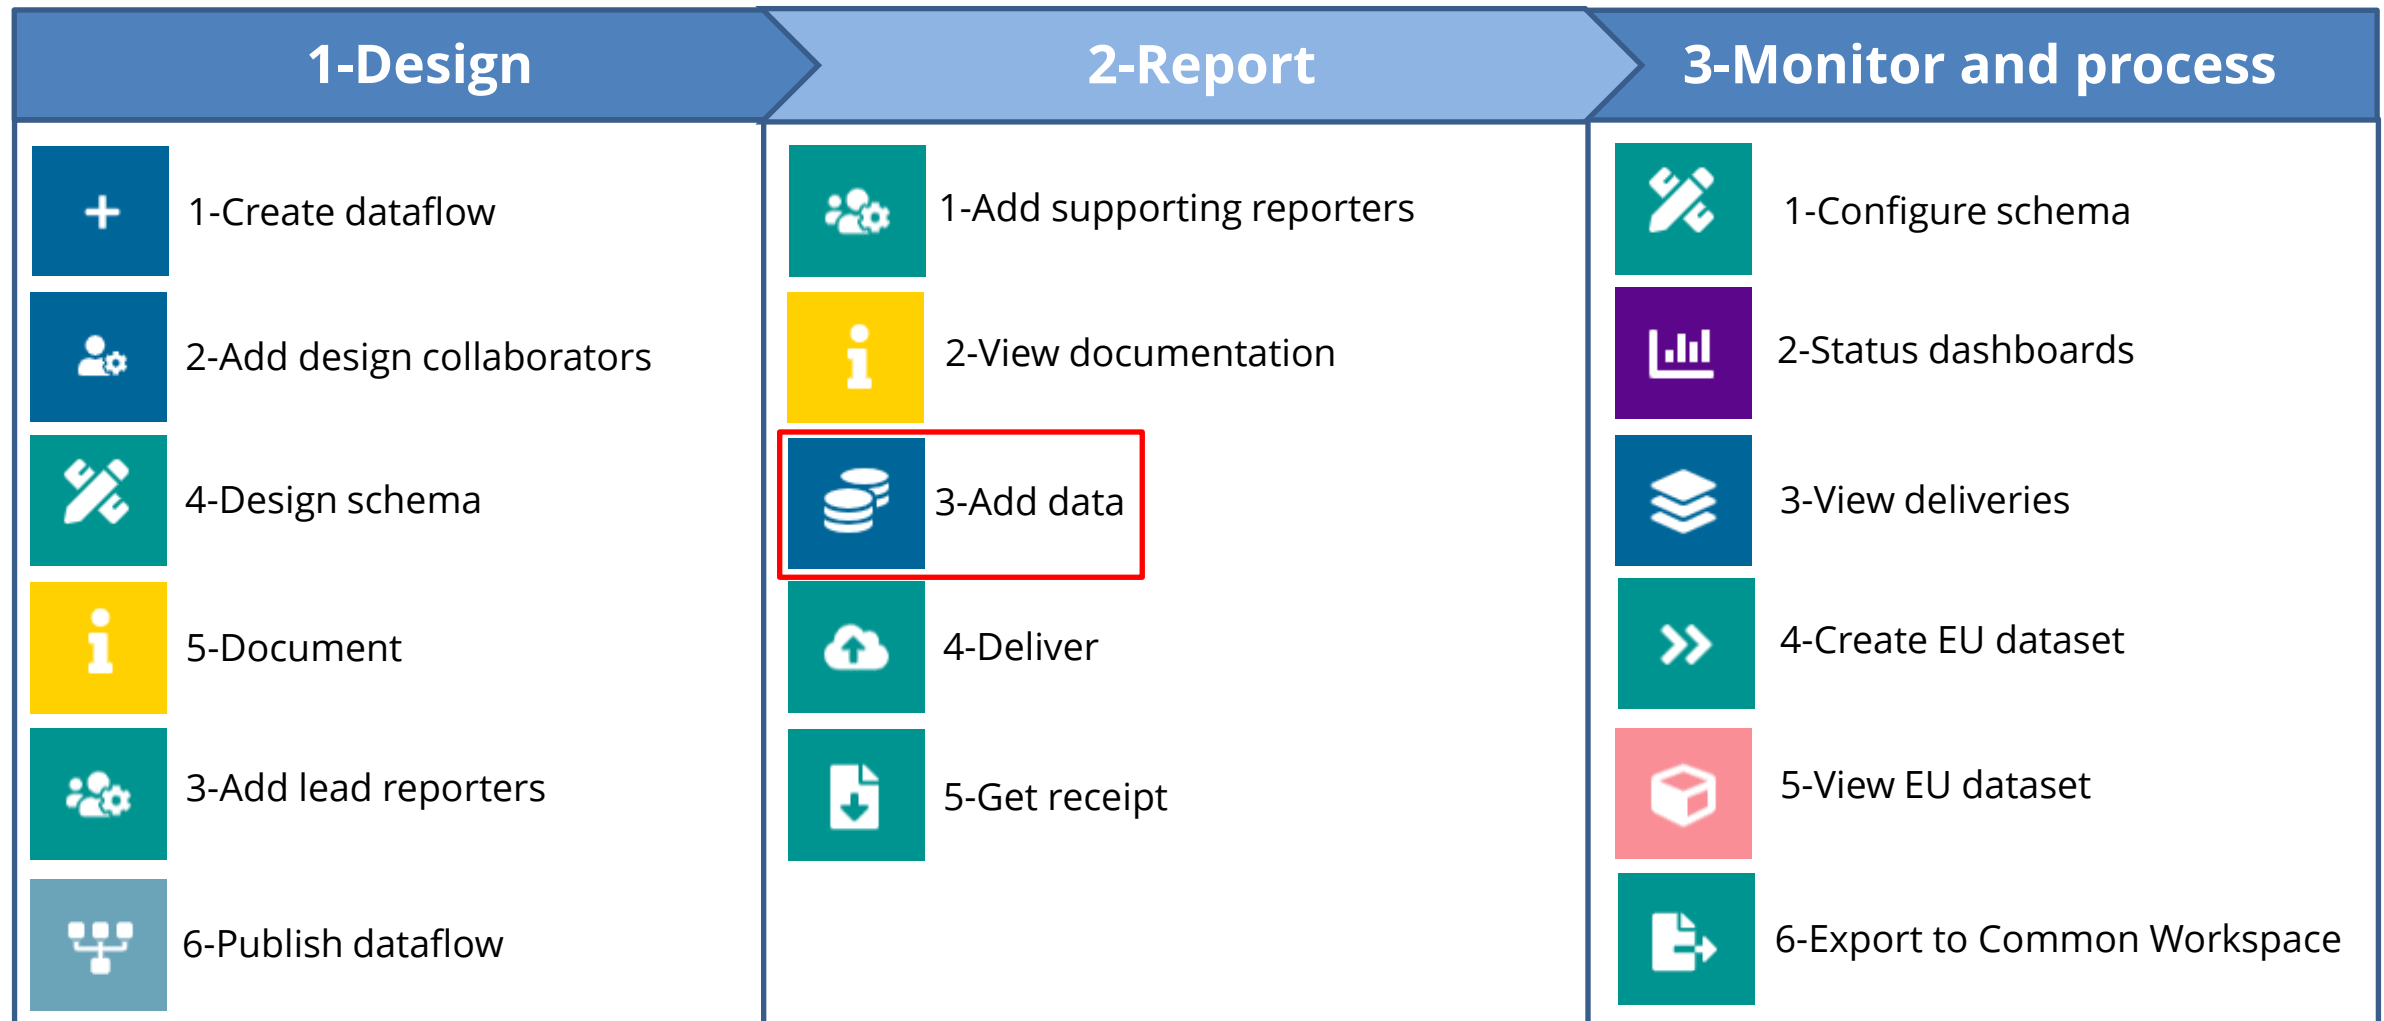 1-Design
1-Create dataflow
2-Add design collaborators
4-Design schema
5-Document
3-Add lead reporters
6-Publish dataflow
2-Report
1-Add supporting reporters
2-View documentation
3-Add data
4-Deliver
5-Get receipt
3-Monitor and process
1-Configure schema
2-Status dashboards
3-View deliveries
4-Create EU dataset
5-View EU dataset
6-Export to Common Workspace